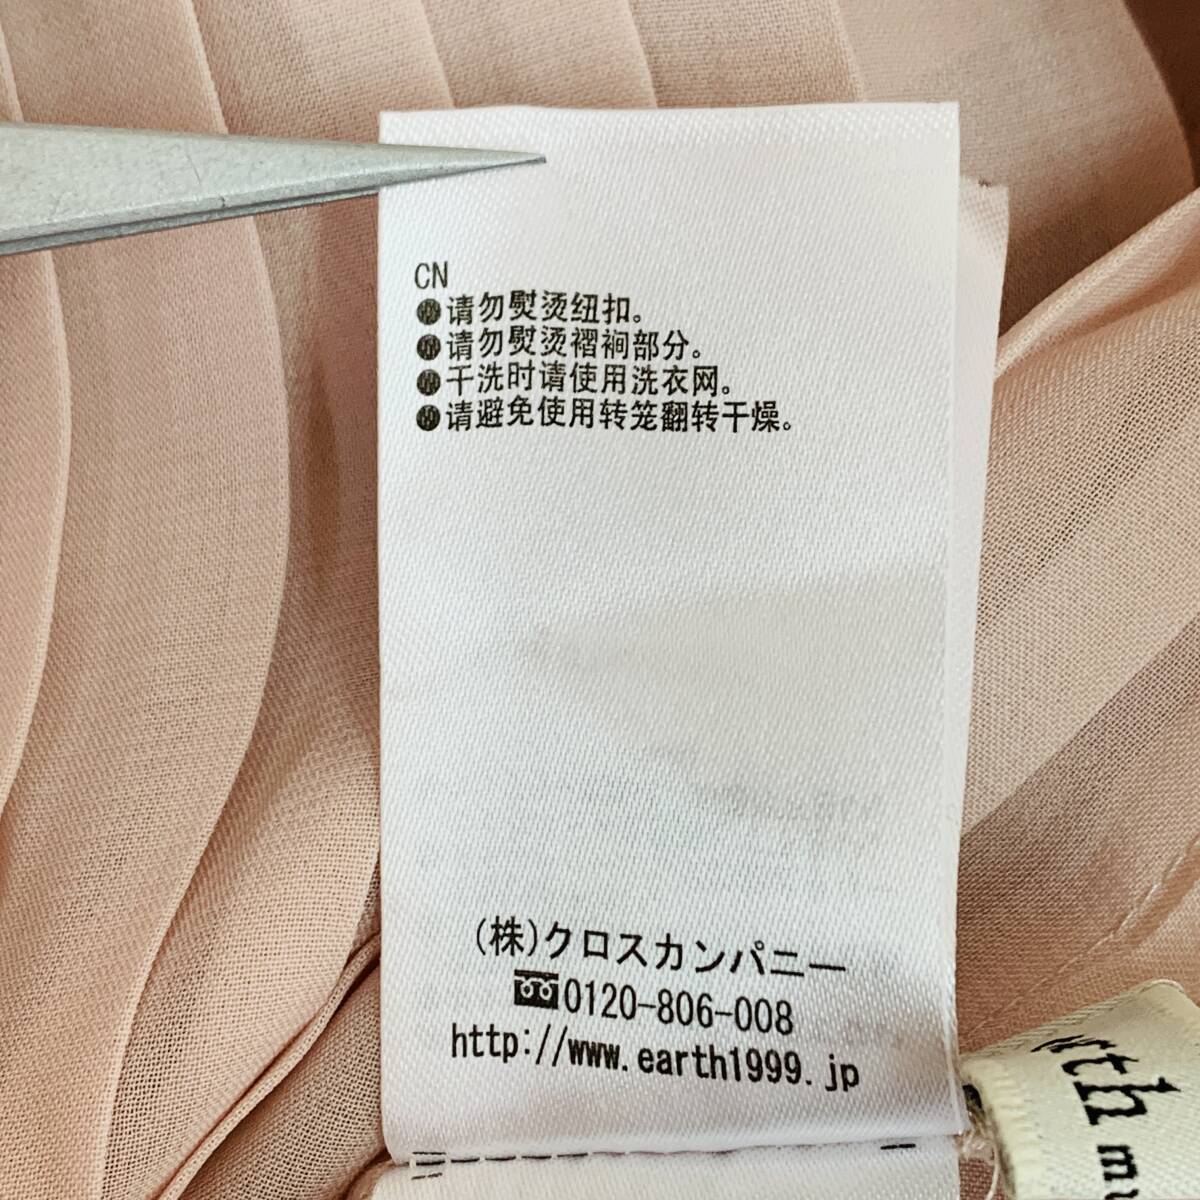 CN
●请勿熨烫纽扣。
●请勿熨烫褶裥部分。
●干洗时请使用洗衣网。
●请避免使用转笼翻转干燥。
(株)クロスカンパニー
0120-806-008
http://www.earth1999.jp